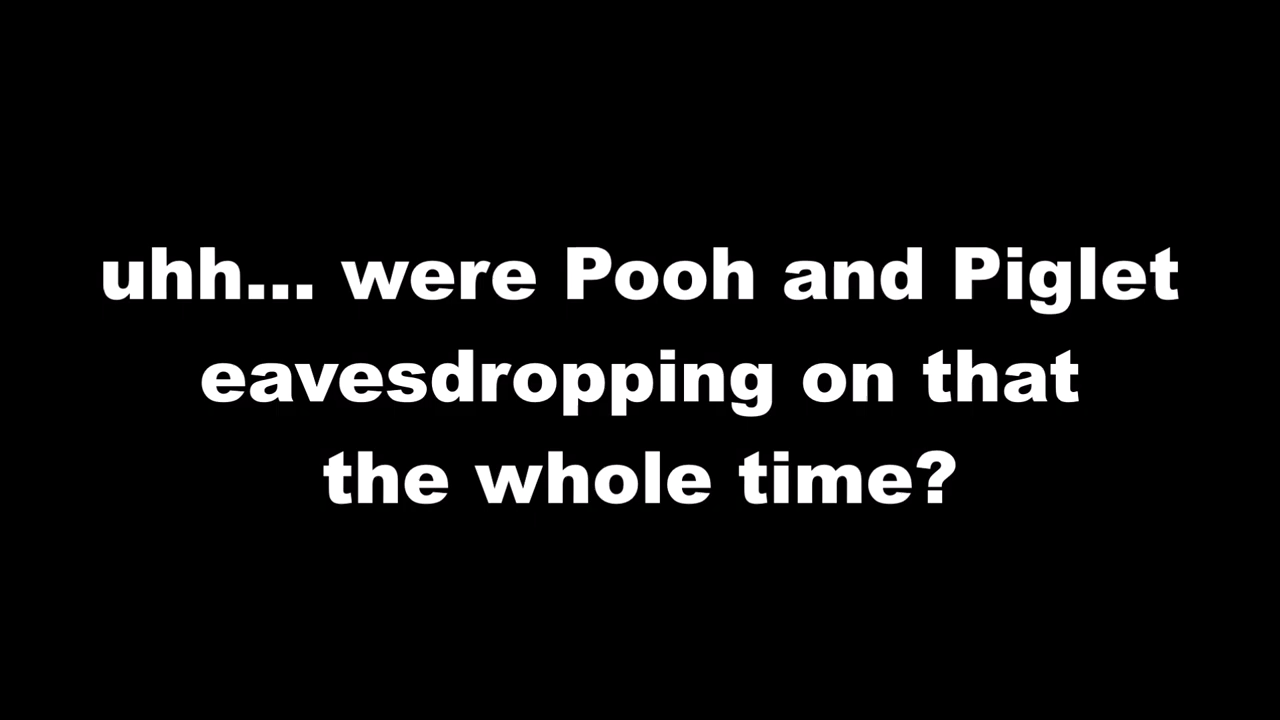 uhh... were Pooh and Piglet
eavesdropping on that
the whole time?